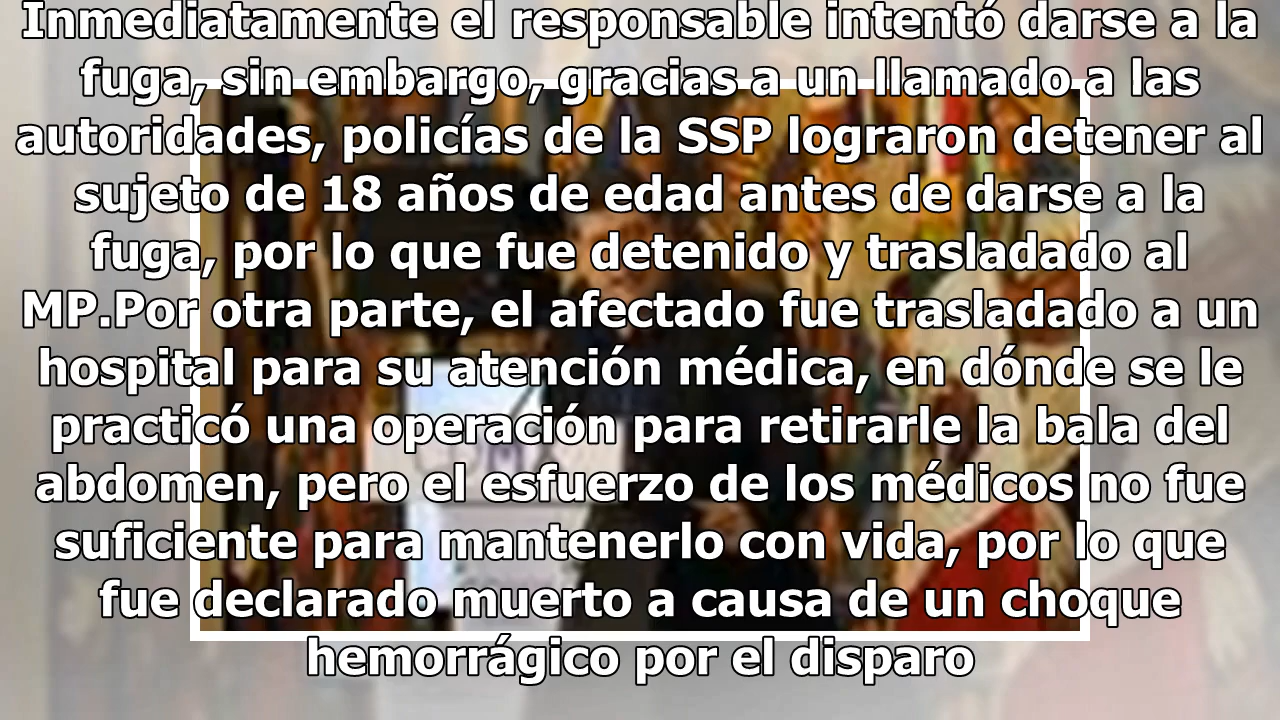 Inmediatamente el responsable intentó darse a la
fuga, sin embargo, gracias a un llamado a las
autoridades, policías de la SSP lograron detener al
sujeto de 18 años de edad antes de darse a la
fuga, por lo que fue detenido y trasladado al
MP.Por otra parte, el afectado fue trasladado a un
hospital para su atención médica, en dónde se le
practicó una operación para retirarle la bala del
abdomen, pero el esfuerzo de los médicos no fue
suficiente para mantenerlo con vida, por lo que
fue declarado muerto a causa de un choque
hemorrágico por el disparo